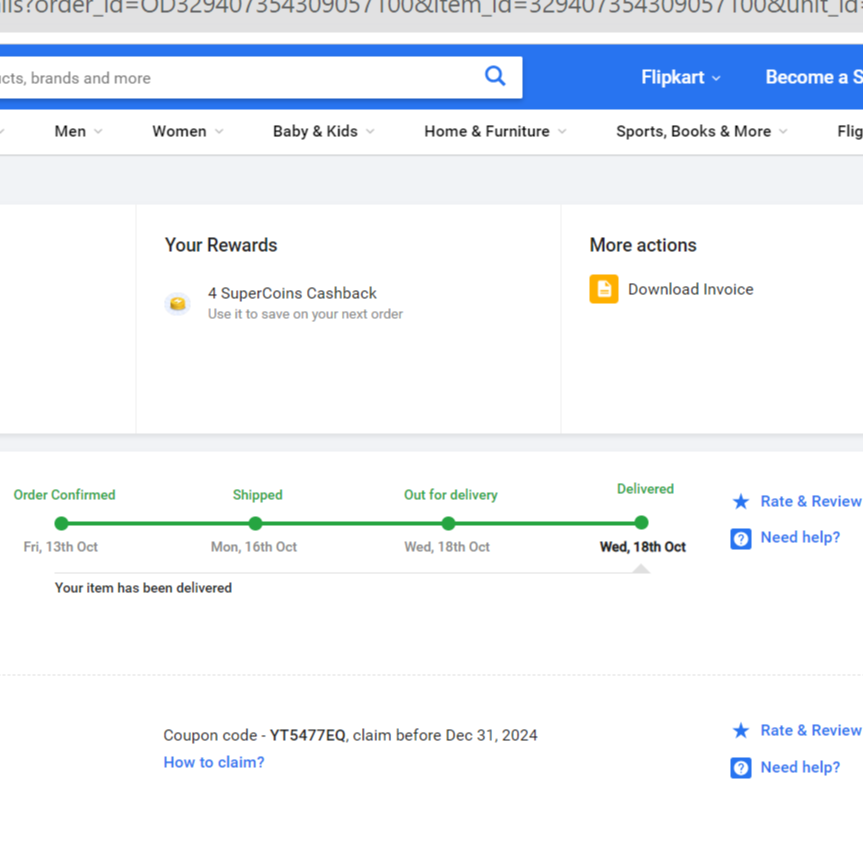 ils?order_id=OD329407354309057100&item_id=329407354309057100&unit_id=
cts, brands and more
Flipkart
Become a S
Men
Women
Baby & Kids
Home & Furniture
Sports, Books & More
Flig
Your Rewards
4 SuperCoins Cashback
Use it to save on your next order
More actions
Download Invoice
Order Confirmed
Shipped
Out for delivery
Delivered
Fri, 13th Oct
Mon, 16th Oct
Wed, 18th Oct
Wed, 18th Oct
Your item has been delivered
Rate & Review
Need help?
Coupon code - YT5477EQ, claim before Dec 31, 2024
How to claim?
Rate & Review
Need help?